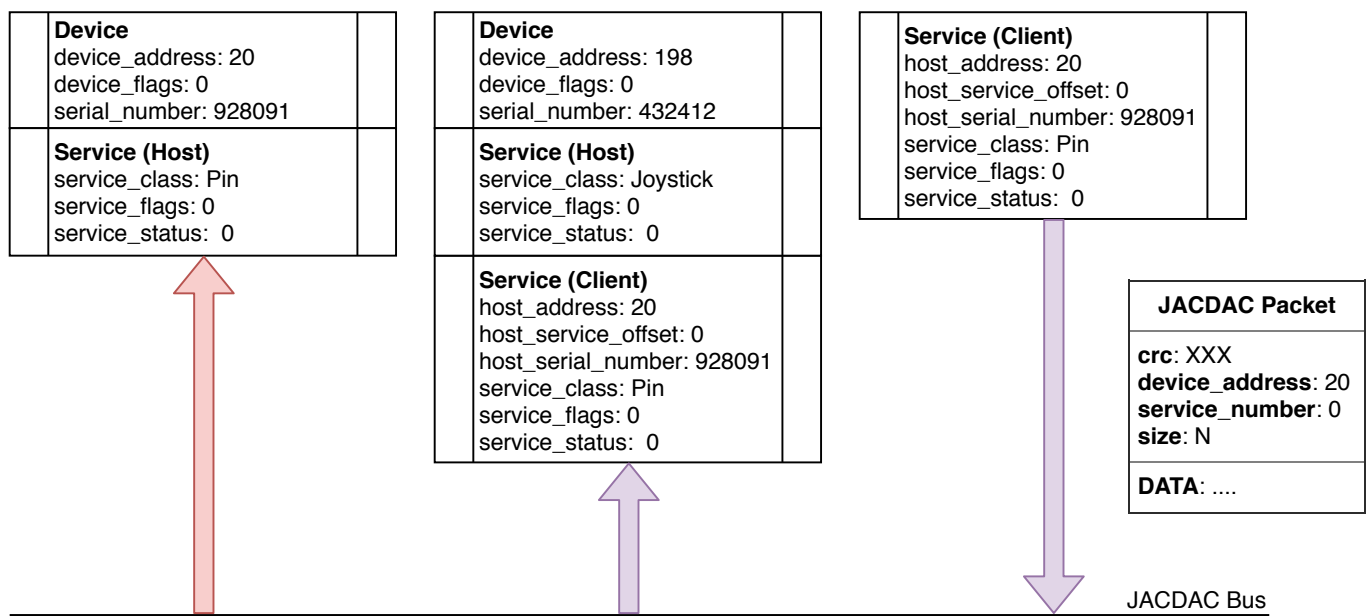 Device
device_address: 20
device_flags: 0
serial_number: 928091
Service (Host)
service_class: Pin
service_flags: 0
service_status:  0
Device
device_address: 198
device_flags: 0
serial_number: 432412
Service (Host)
service_class: Joystick
service_flags: 0
service_status:  0
Service (Client)
host_address: 20
host_service_offset: 0
host_serial_number: 928091
service_class: Pin
service_flags: 0
service_status:  0
Service (Client)
host_address: 20
host_service_offset: 0
host_serial_number: 928091
service_class: Pin
service_flags: 0
service_status:  0
JACDAC Packet
crc: XXX
device_address: 20
service_number: 0
size: N
DATA: ....
JACDAC Bus